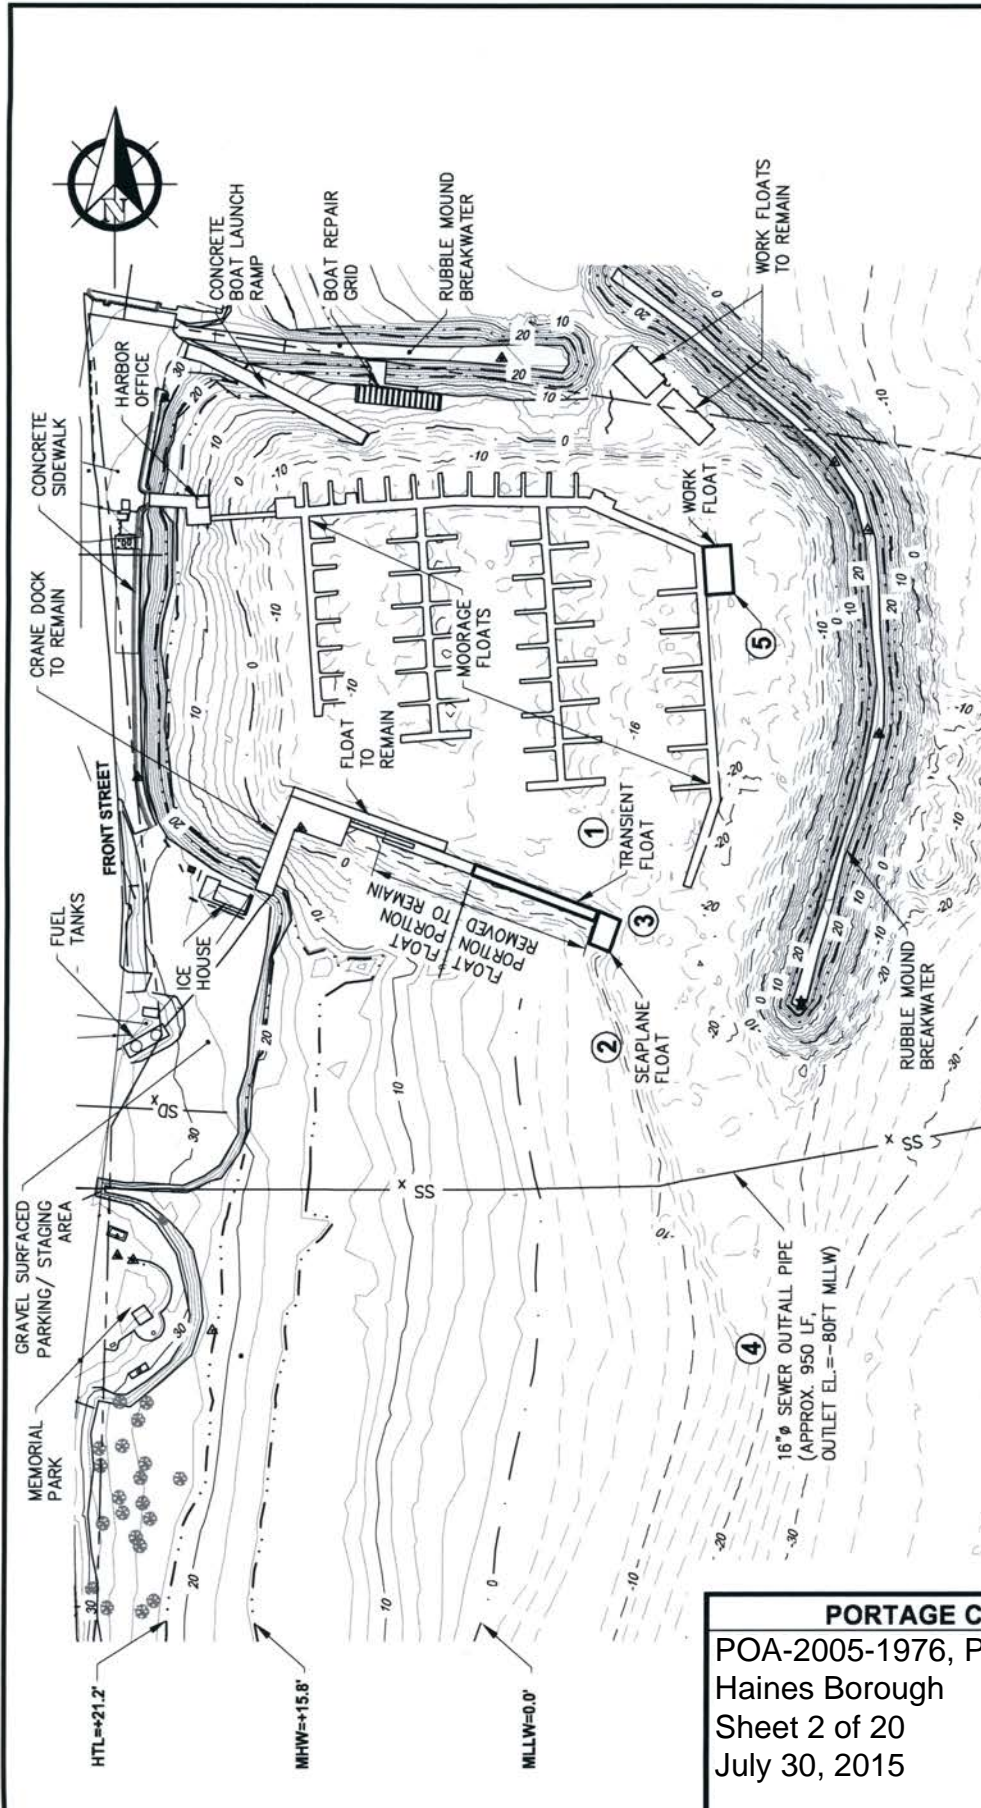 N
CONCRETE
BOAT LAUNCH
RAMP
BOAT REPAIR
GRID
RUBBLE MOUND
BREAKWATER
WORK FLOATS
TO REMAIN
HARBOR
OFFICE
CONCRETE
SIDEWALK
CRANE DOCK
TO REMAIN
WORK
FLOAT
5
MOORAGE
FLOATS
FLOAT
TO
REMAIN
FRONT STREET
1
TRANSIENT
FLOAT
3
FUEL
TANKS
ICE
HOUSE
FLOAT FLOAT
PORTION PORTION
REMOVED TO REMAIN
2
SEAPLANE
FLOAT
RUBBLE MOUND
BREAKWATER
SDx
SS x
SS x
GRAVEL SURFACED
PARKING/ STAGING
AREA
MEMORIAL
PARK
4
16"ø SEWER OUTFALL PIPE
(APPROX. 950 LF,
OUTLET EL.=-80FT MLLW)
HTL=+21.2'
MHW=+15.8'
MLLW=0.0'
PORTAGE C
POA-2005-1976, P
Haines Borough
Sheet 2 of 20
July 30, 2015